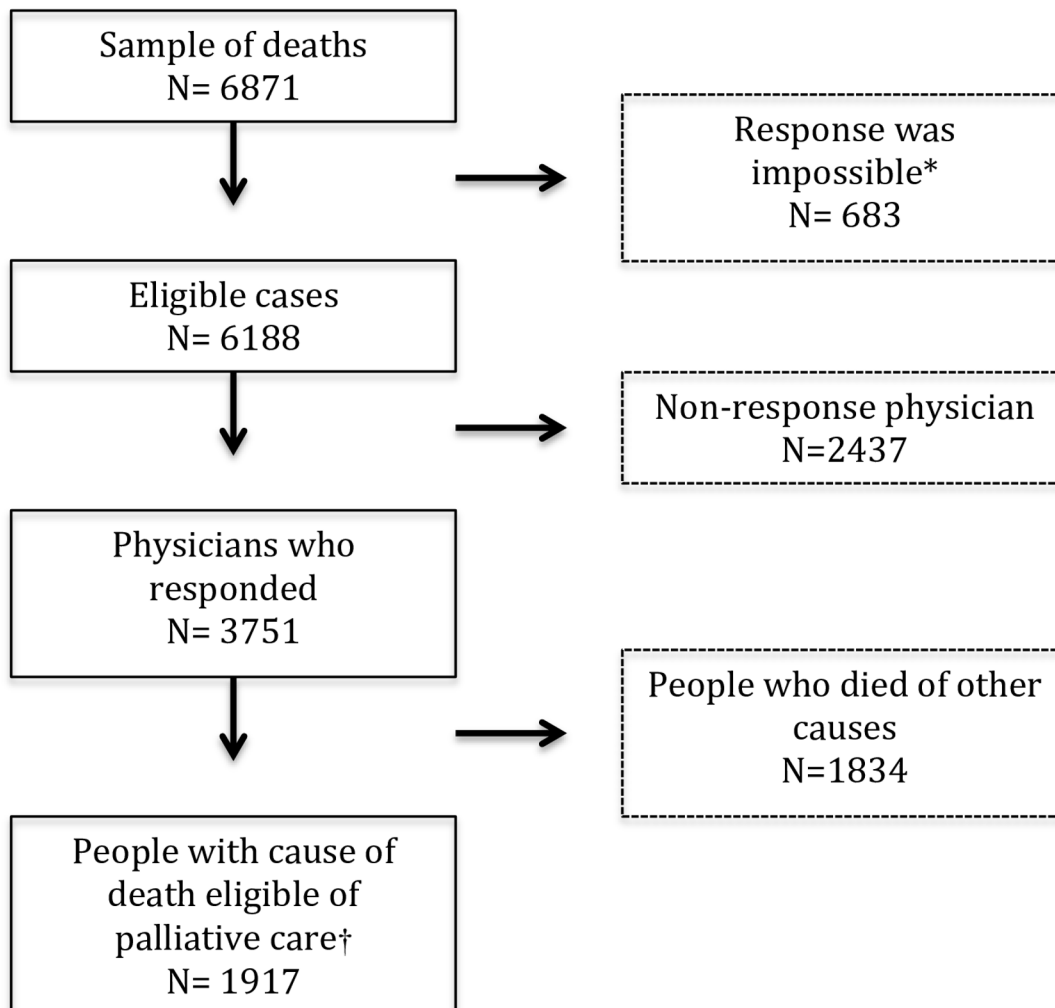 Sample of deaths
N= 6871
Response was
impossible*
N= 683
Eligible cases
N= 6188
Non-response physician
N=2437
Physicians who
responded
N= 3751
People who died of other
causes
N=1834
People with cause of
death eligible of
palliative care†
N= 1917